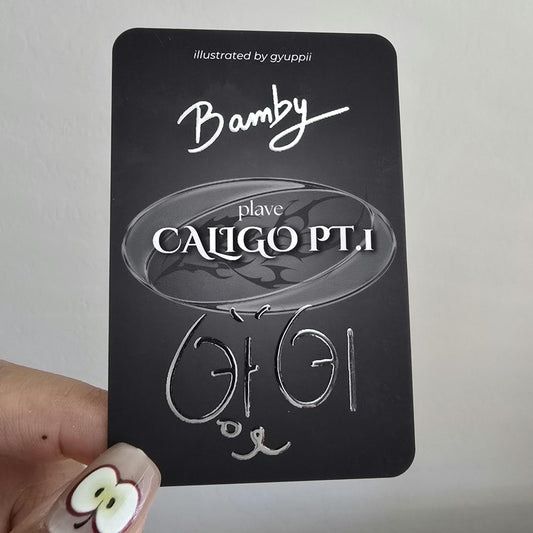 illustrated by gyuppii
Bamby
plave
CALIGO PT.1